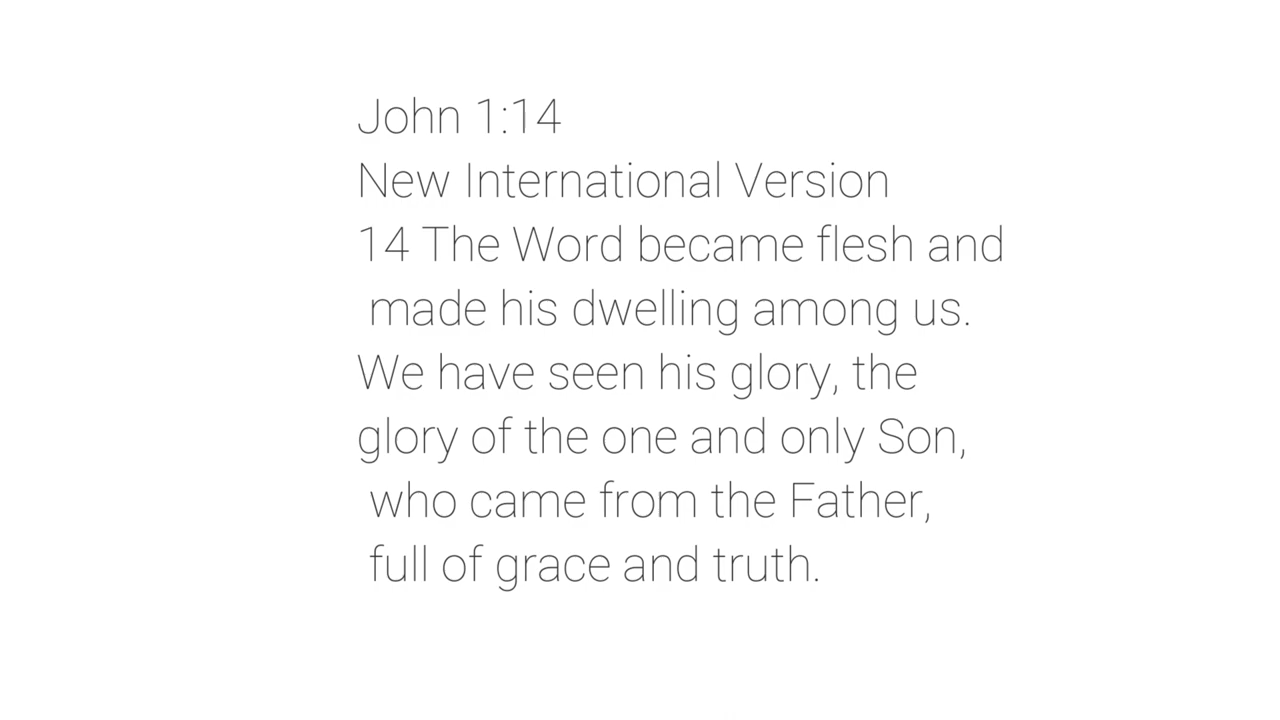 John 1:14
New International Version
14 The Word became flesh and
made his dwelling among us.
We have seen his glory, the
glory of the one and only Son,
who came from the Father,
full of grace and truth.